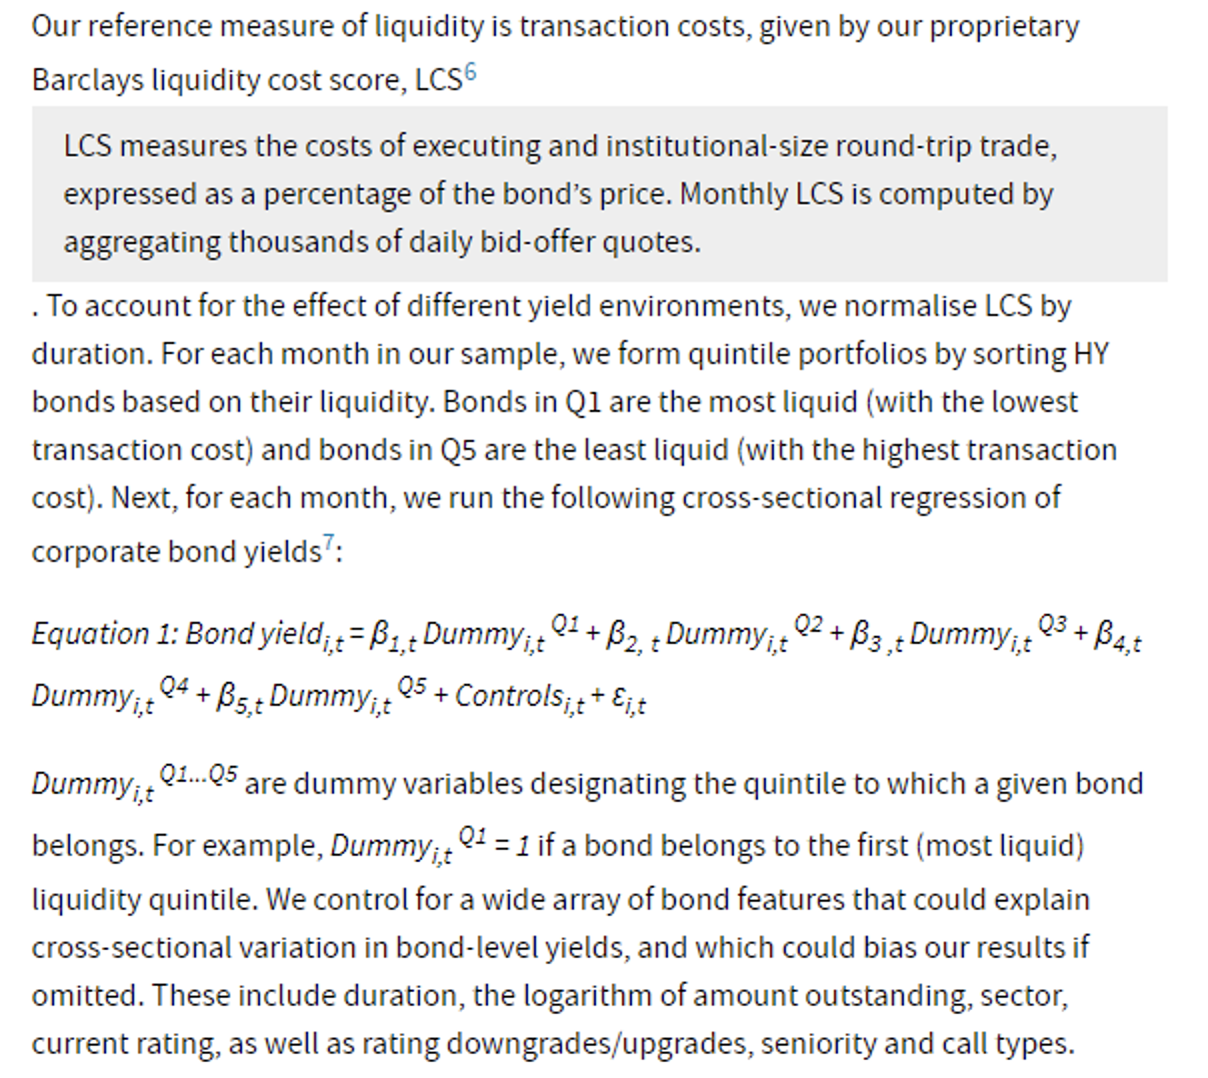 Our reference measure of liquidity is transaction costs, given by our proprietary
Barclays liquidity cost score, LCS⁶
LCS measures the costs of executing and institutional-size round-trip trade,
expressed as a percentage of the bond’s price. Monthly LCS is computed by
aggregating thousands of daily bid-offer quotes.
. To account for the effect of different yield environments, we normalise LCS by
duration. For each month in our sample, we form quintile portfolios by sorting HY
bonds based on their liquidity. Bonds in Q1 are the most liquid (with the lowest
transaction cost) and bonds in Q5 are the least liquid (with the highest transaction
cost). Next, for each month, we run the following cross-sectional regression of
corporate bond yields⁷:
Equation 1: Bond yield_{i,t} = β_{1,t} Dummy_{i,t}^{Q1} + β_{2, t} Dummy_{i,t}^{Q2} + β_{3 ,t} Dummy_{i,t}^{Q3} + β_{4,t}
Dummy_{i,t}^{Q4} + β_{5,t} Dummy_{i,t}^{Q5} + Controls_{i,t} + ε_{i,t}
Dummy_{i,t}^{Q1...Q5} are dummy variables designating the quintile to which a given bond
belongs. For example, Dummy_{i,t}^{Q1} = 1 if a bond belongs to the first (most liquid)
liquidity quintile. We control for a wide array of bond features that could explain
cross-sectional variation in bond-level yields, and which could bias our results if
omitted. These include duration, the logarithm of amount outstanding, sector,
current rating, as well as rating downgrades/upgrades, seniority and call types.